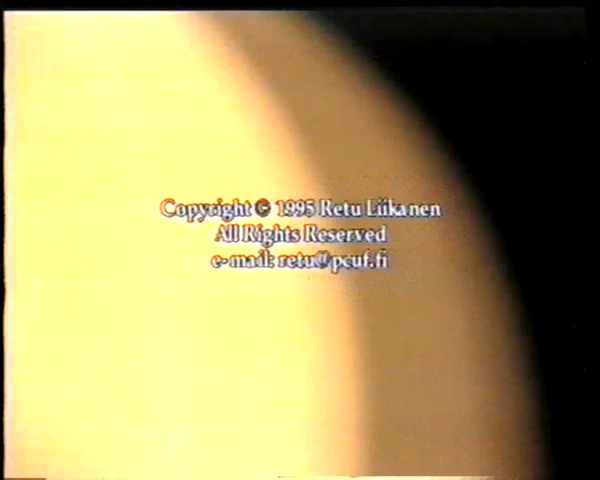 Copyright © 1995 Retu Liikanen
All Rights Reserved
e-mail: retu@pcuf.fi